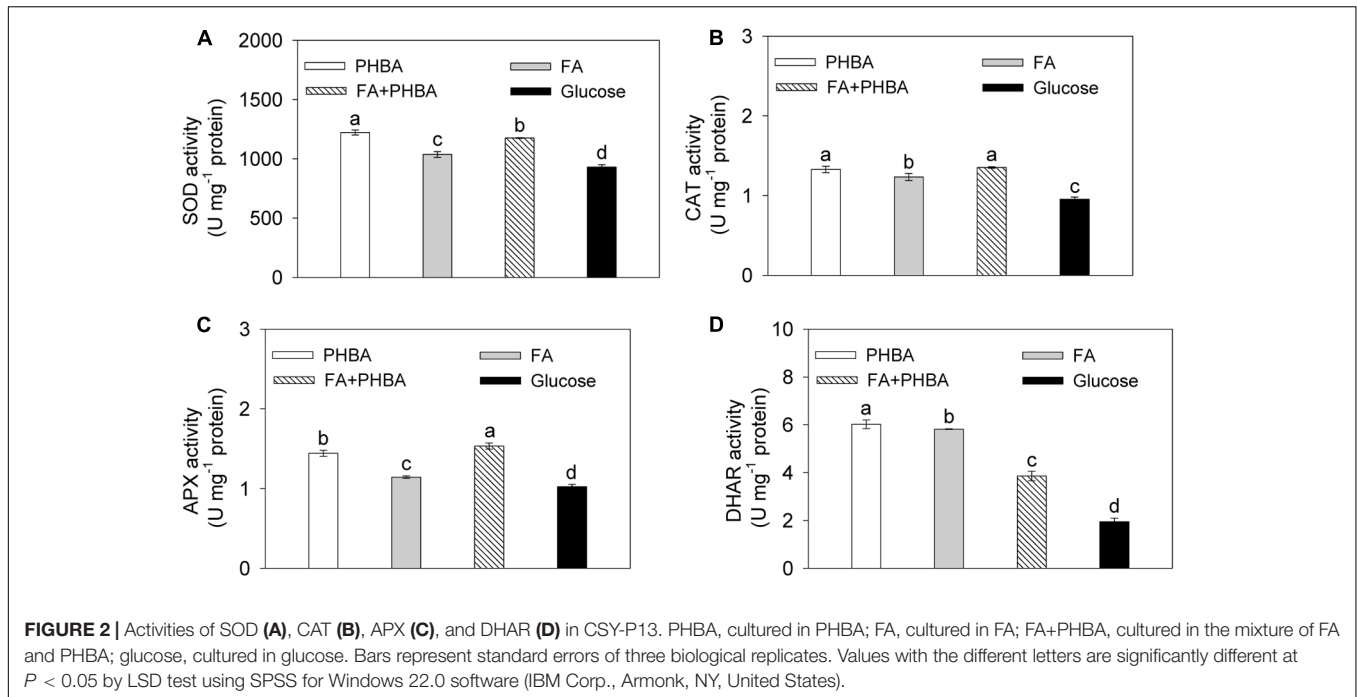 A
2000
1500
1000
500
0
SOD activity
(U mg-1 protein)
PHBA
FA
FA+PHBA
Glucose
a
c
b
d
B
3
2
1
0
CAT activity
(U mg-1 protein)
PHBA
FA
FA+PHBA
Glucose
a
b
a
c
C
3
2
1
0
APX activity
(U mg-1 protein)
PHBA
FA
FA+PHBA
Glucose
b
c
a
d
D
10
8
6
4
2
0
DHAR activity
(U mg-1 protein)
PHBA
FA
FA+PHBA
Glucose
a
b
c
d
FIGURE 2 | Activities of SOD (A), CAT (B), APX (C), and DHAR (D) in CSY-P13. PHBA, cultured in PHBA; FA, cultured in FA; FA+PHBA, cultured in the mixture of FA
and PHBA; glucose, cultured in glucose. Bars represent standard errors of three biological replicates. Values with the different letters are significantly different at
P < 0.05 by LSD test using SPSS for Windows 22.0 software (IBM Corp., Armonk, NY, United States).